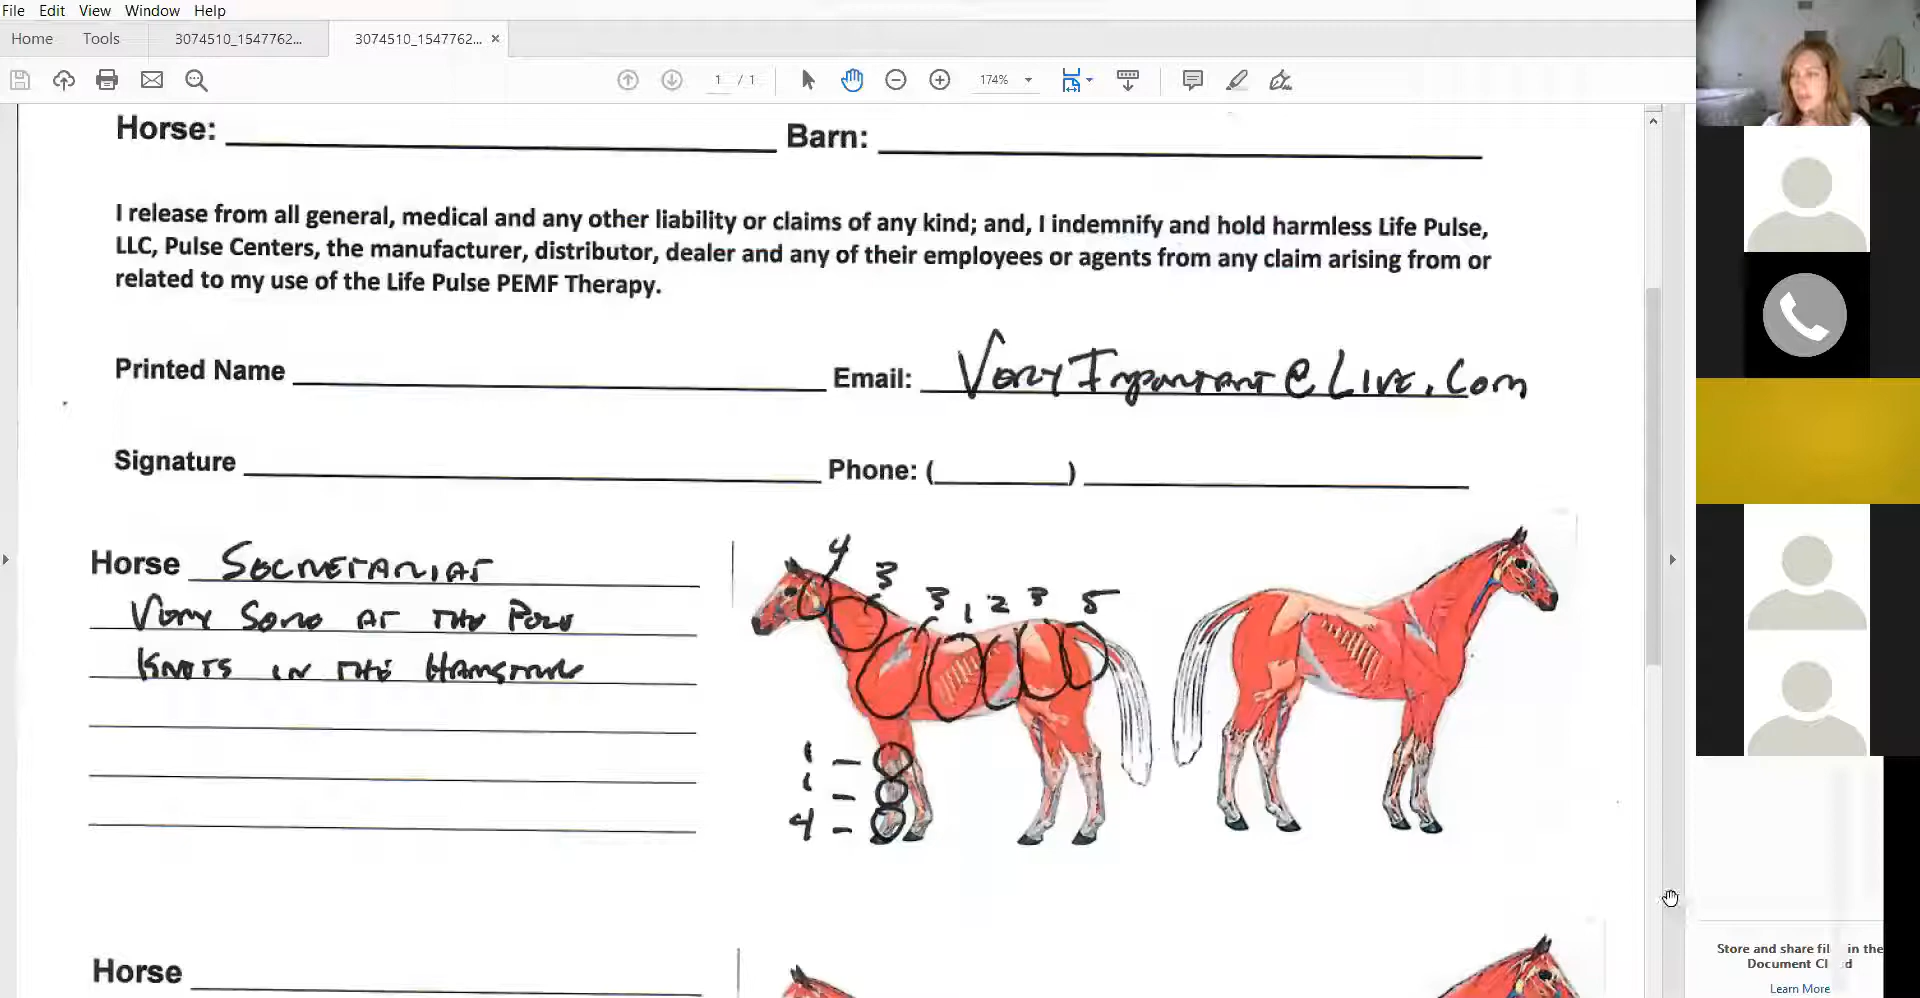 File Edit View Window Help
Home Tools 3074510_1547762... 3074510_1547762... ×
1 / 1 174%
Horse: Barn:
I release from all general, medical and any other liability or claims of any kind; and, I indemnify and hold harmless Life Pulse,
LLC, Pulse Centers, the manufacturer, distributor, dealer and any of their employees or agents from any claim arising from or
related to my use of the Life Pulse PEMF Therapy.
Printed Name Email: VeryImportant@Live.Com
Signature Phone: ( )
Horse Secretariat
Very Sore at the Pole
Knots in the Hamstring
4 3 3 1 2 3 5
1 -
1 -
4 -
Horse
Store and share fil in the
Document Cl d
Learn More